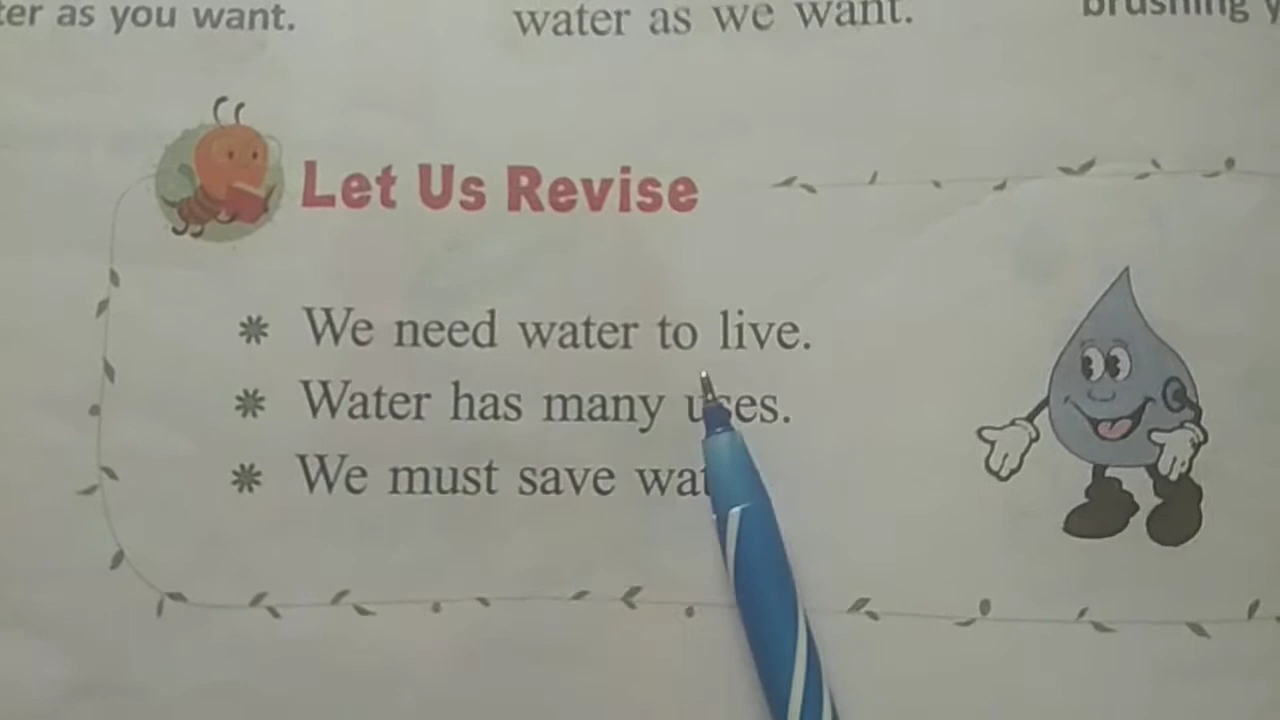 ter as you want.
water as we want.
brushing y
Let Us Revise
We need water to live.
Water has many uses.
We must save wat